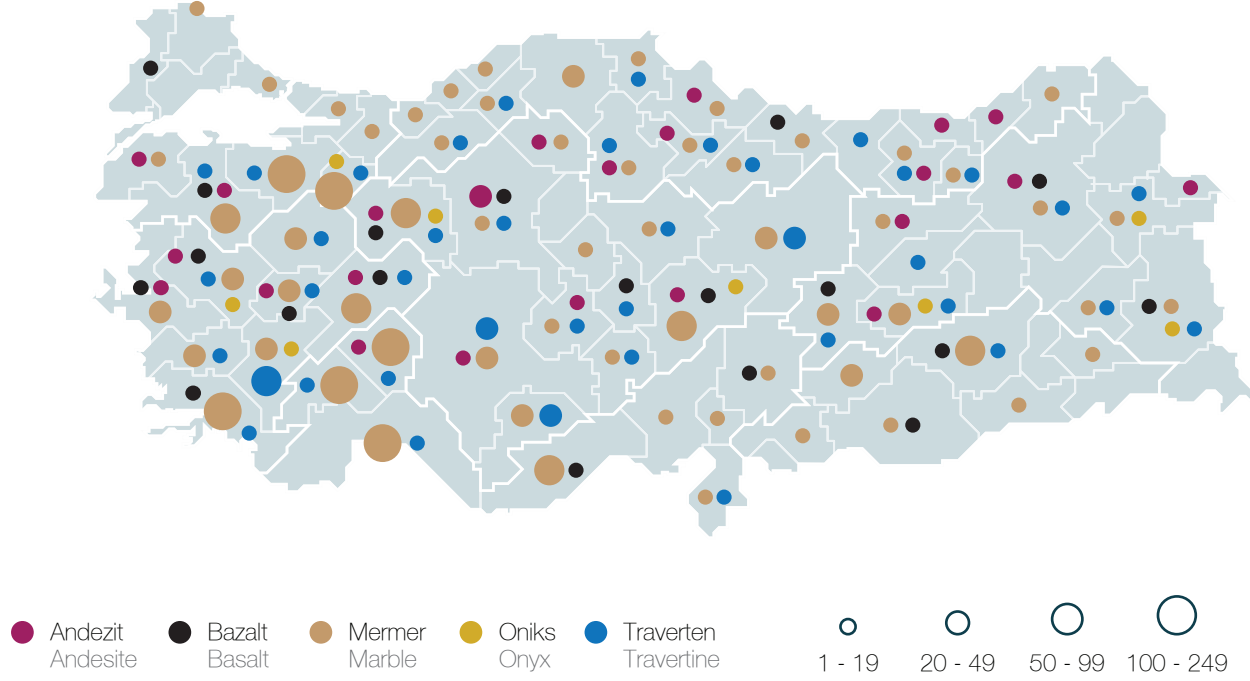 Andezit Bazalt Mermer Oniks Traverten
Andesite Basalt Marble Onyx Travertine
1 - 19 20 - 49 50 - 99 100 - 249